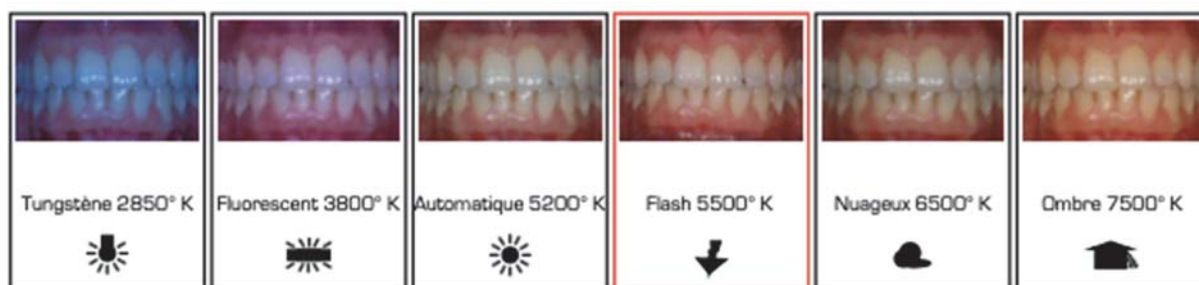 Tungstène 2850° K
Fluorescent 3800° K
Automatique 5200° K
Flash 5500° K
Nuageux 6500° K
Ombre 7500° K